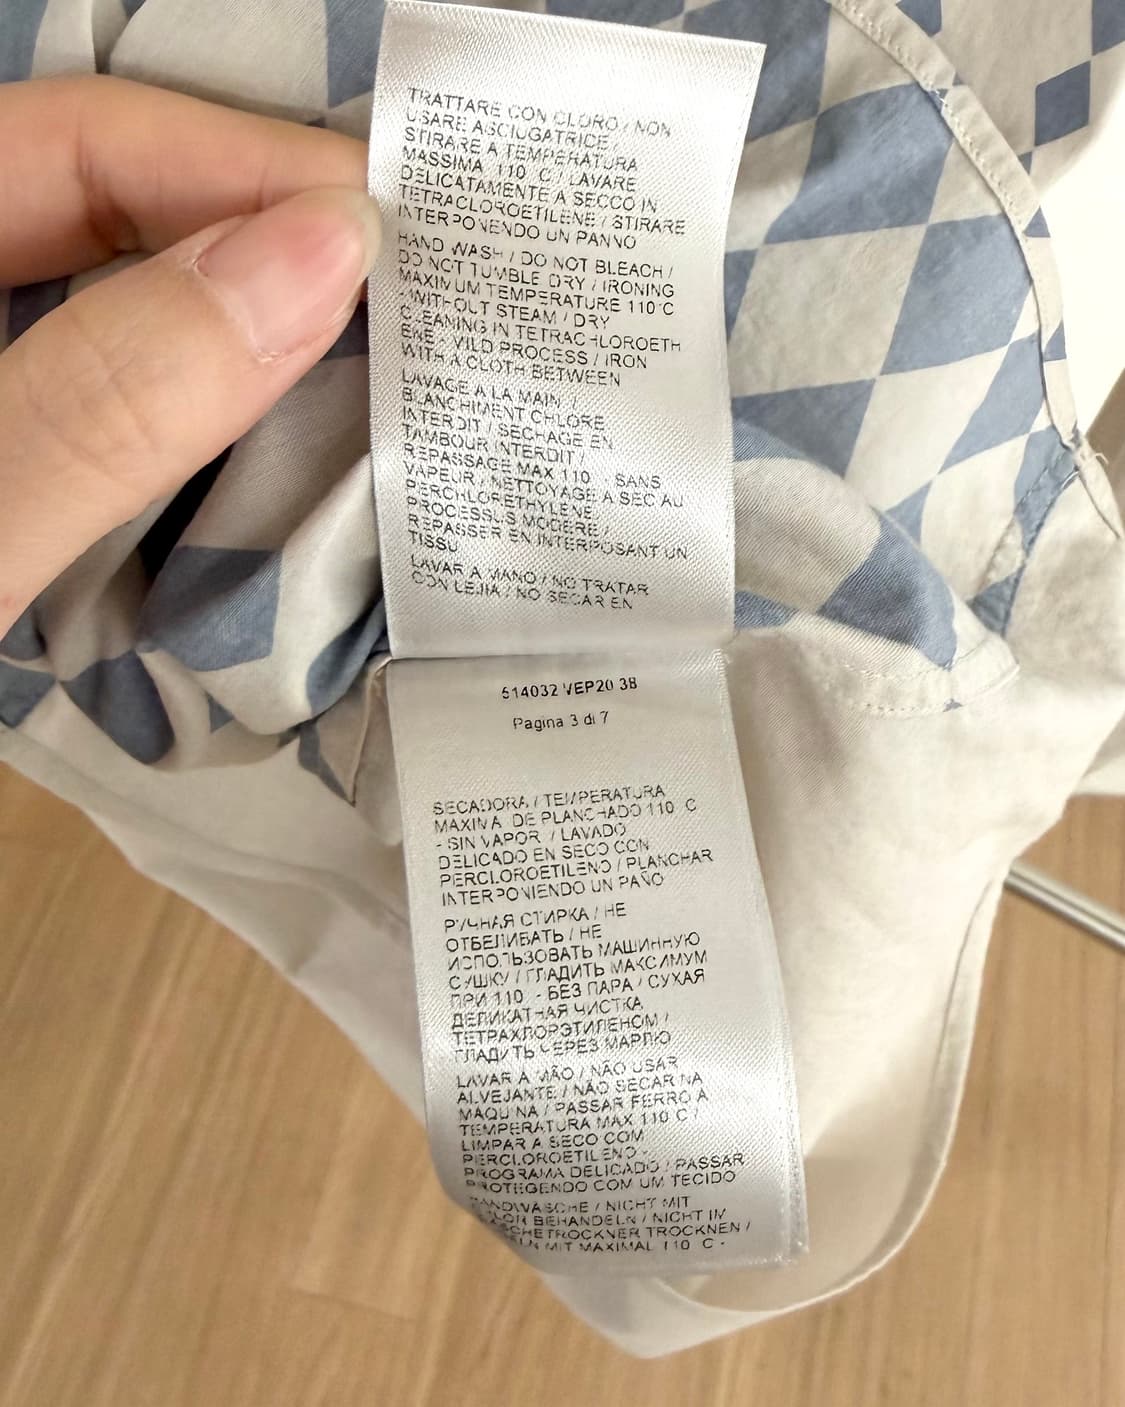 TRATTARE CON CLORO / NON
USARE ASCIUGATRICE /
STIRARE A TEMPERATURA
MASSIMA 110 C / LAVARE
DELICATAMENTE A SECCO IN
TETRACLOROETILENE / STIRARE
INTERPONENDO UN PANNO
HAND WASH / DO NOT BLEACH /
DO NOT TUMBLE DRY / IRONING
MAXIMUM TEMPERATURE 110°C
- WITHOUT STEAM / DRY
CLEANING IN TETRACHLOROETH
ENE - MILD PROCESS / IRON
WITH A CLOTH BETWEEN
LAVAGE A LA MAIN /
BLANCHIMENT CHLORE
INTERDIT / SECHAGE EN
TAMBOUR INTERDIT /
REPASSAGE MAX 110 - SANS
VAPEUR / NETTOYAGE A SEC AU
PERCHLORETHYLENE
PROCESSUS MODERE /
REPASSER EN INTERPOSANT UN
TISSU
LAVAR A MANO / NO TRATAR
CON LEJIA / NO SECAR EN
514032 VEP20 38
Pagina 3 di 7
SECADORA / TEMPERATURA
MAXIMA DE PLANCHADO 110 C
- SIN VAPOR / LAVADO
DELICADO EN SECO CON
PERCLOROETILENO / PLANCHAR
INTERPONIENDO UN PAÑO
РУЧНАЯ СТИРКА / НЕ
ОТБЕЛИВАТЬ / НЕ
ИСПОЛЬЗОВАТЬ МАШИННУЮ
СУШКУ / ГЛАДИТЬ МАКСИМУМ
ПРИ 110 - БЕЗ ПАРА / СУХАЯ
ДЕЛИКАТНАЯ ЧИСТКА
ТЕТРАХЛОРЭТИЛЕНОМ /
ГЛАДИТЬ ЧЕРЕЗ МАРЛЮ
LAVAR A MÃO / NÃO USAR
ALVEJANTE / NÃO SECAR NA
MAQUINA / PASSAR FERRO A
TEMPERATURA MAX 110 C /
LIMPAR A SECO COM
PERCLOROETILENO -
PROGRAMA DELICADO / PASSAR
PROTEGENDO COM UM TECIDO
HANDWÄSCHE / NICHT MIT
BEHANDELN / NICHT IM
TROCKNEN /
MIT MAXIMAL 110 C -